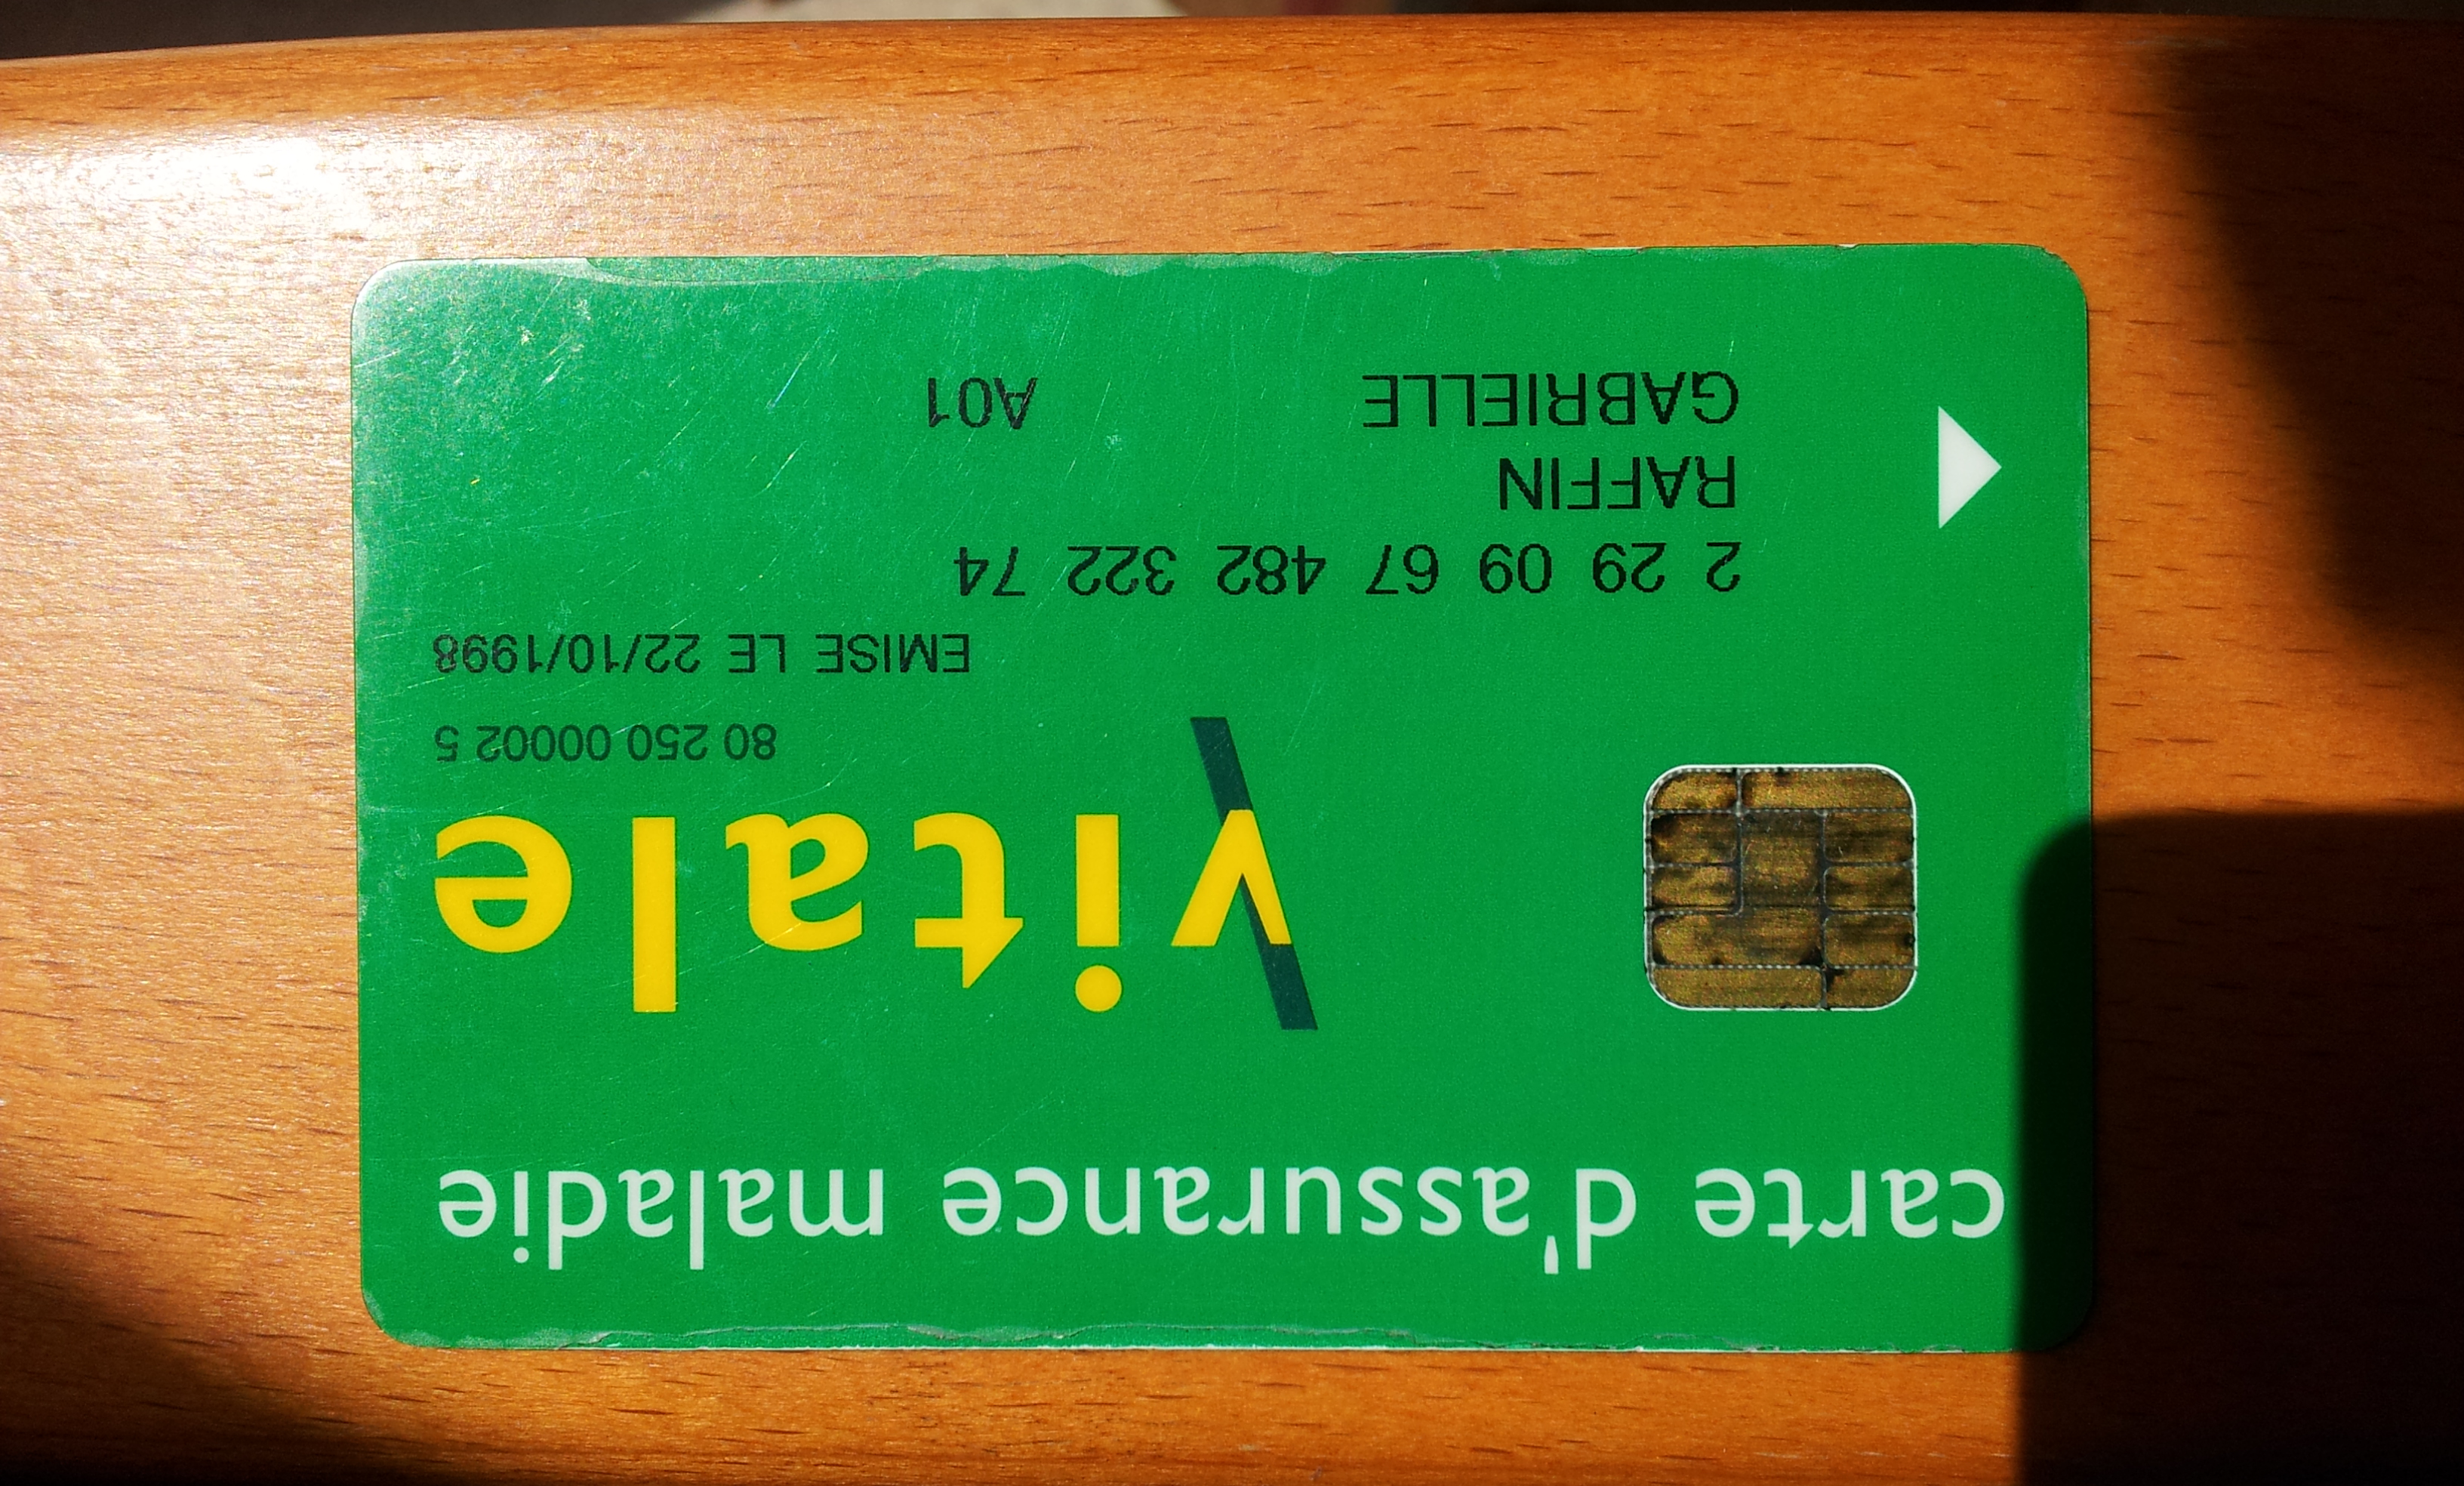 carte d'assurance maladie
vitale
80 250 00002 5
EMISE LE 22/10/1998
2 29 09 67 482 322 74
RAFFIN
GABRIELLE A01